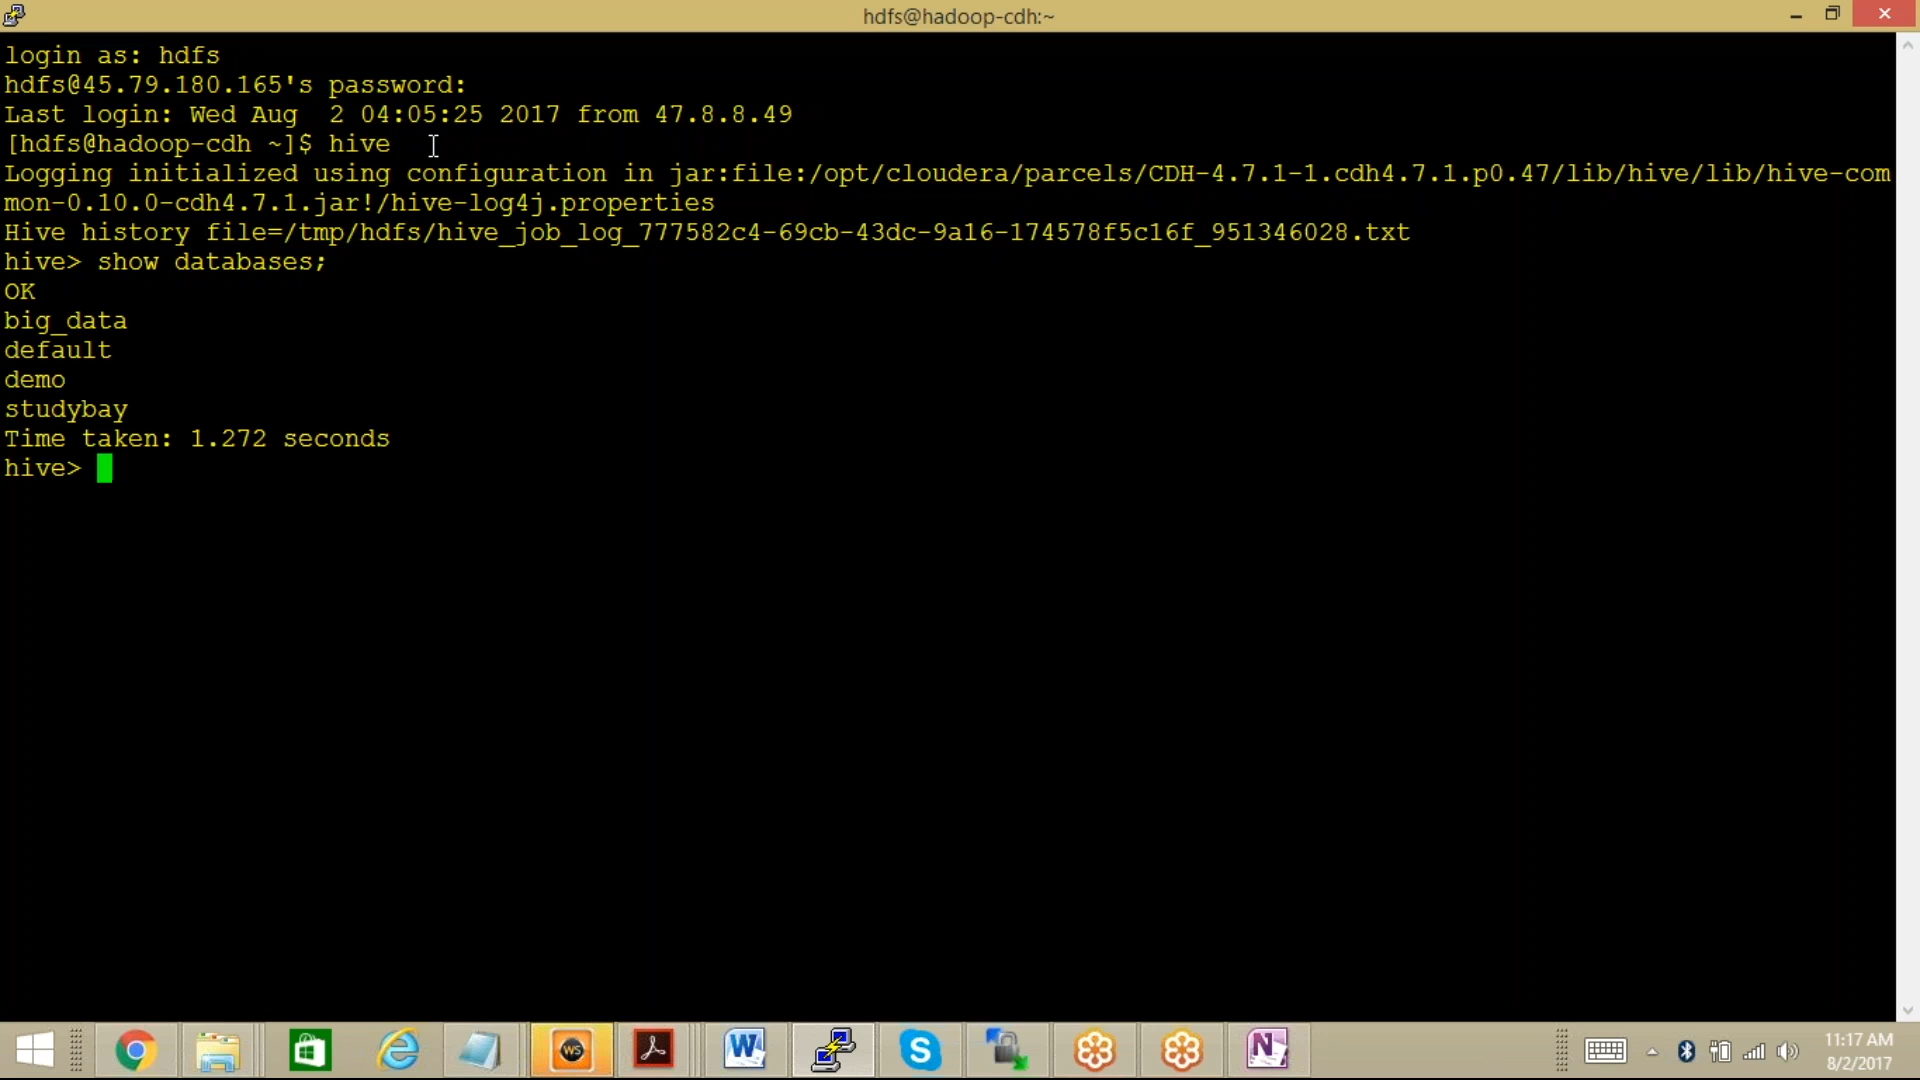 hdfs@hadoop-cdh:~
login as: hdfs
hdfs@45.79.180.165's password:
Last login: Wed Aug  2 04:05:25 2017 from 47.8.8.49
[hdfs@hadoop-cdh ~]$ hive
Logging initialized using configuration in jar:file:/opt/cloudera/parcels/CDH-4.7.1-1.cdh4.7.1.p0.47/lib/hive/lib/hive-com
mon-0.10.0-cdh4.7.1.jar!/hive-log4j.properties
Hive history file=/tmp/hdfs/hive_job_log_777582c4-69cb-43dc-9a16-174578f5c16f_951346028.txt
hive> show databases;
OK
big_data
default
demo
studybay
Time taken: 1.272 seconds
hive>
WS
11:17 AM
8/2/2017